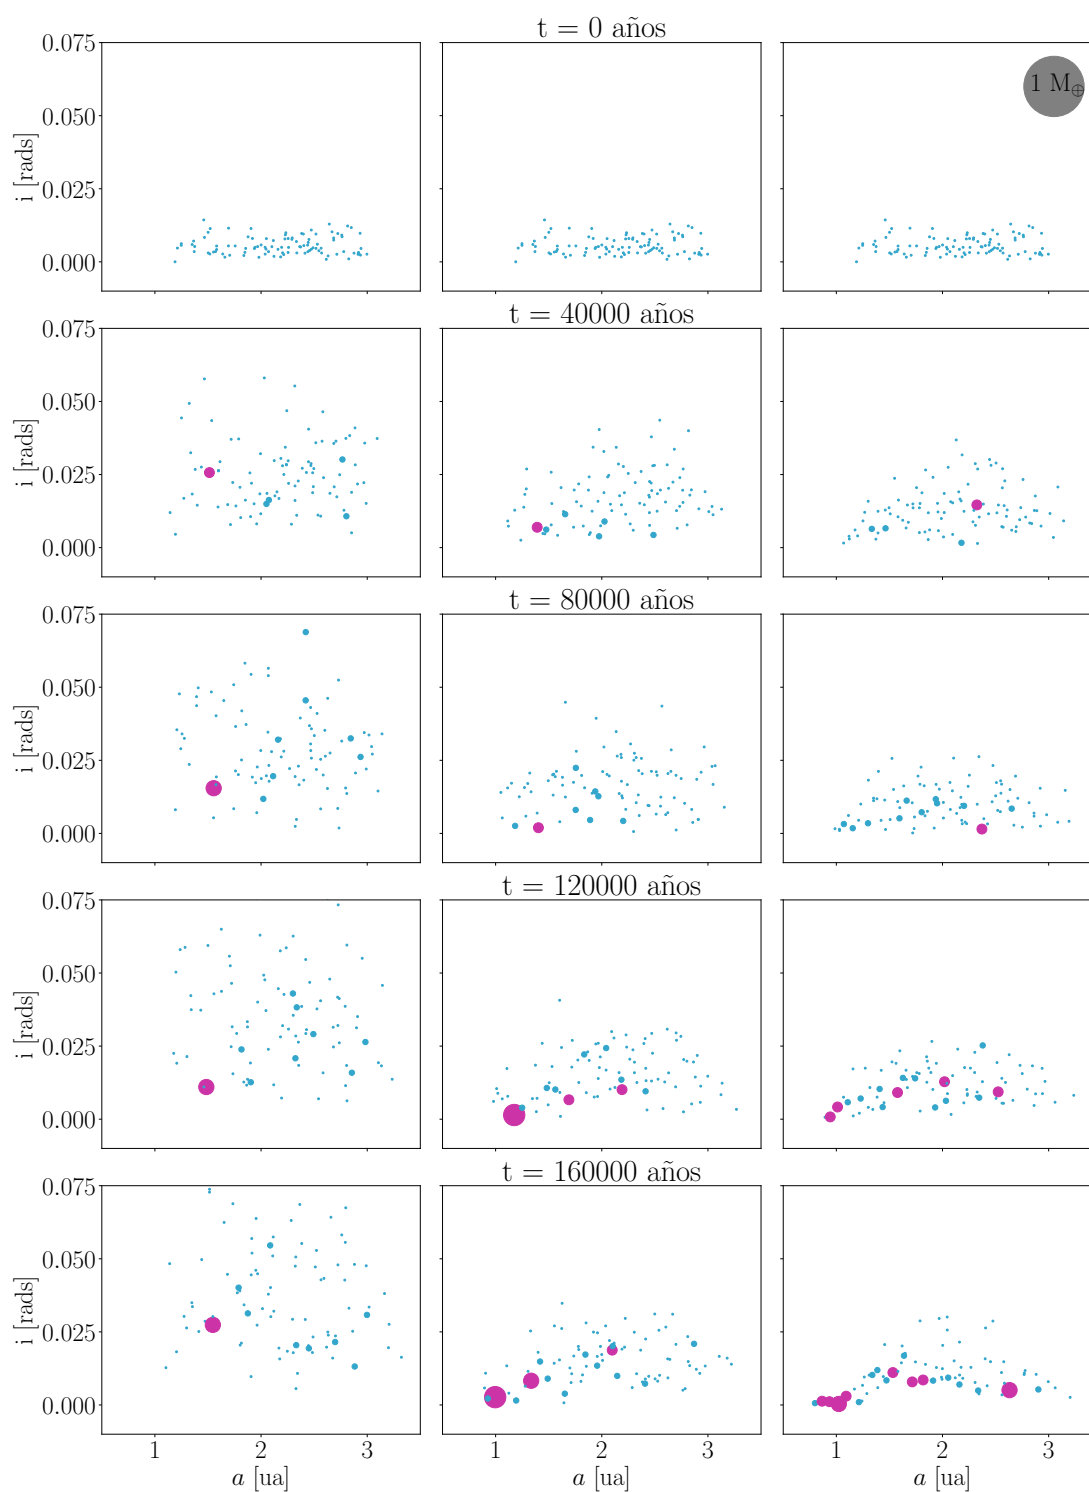 t = 0 años
0.075
0.050
0.025
0.000
i [rads]
1 M⊕
t = 40000 años
0.075
0.050
0.025
0.000
i [rads]
t = 80000 años
0.075
0.050
0.025
0.000
i [rads]
t = 120000 años
0.075
0.050
0.025
0.000
i [rads]
t = 160000 años
0.075
0.050
0.025
0.000
i [rads]
1 2 3 1 2 3 1 2 3
a [ua] a [ua] a [ua]